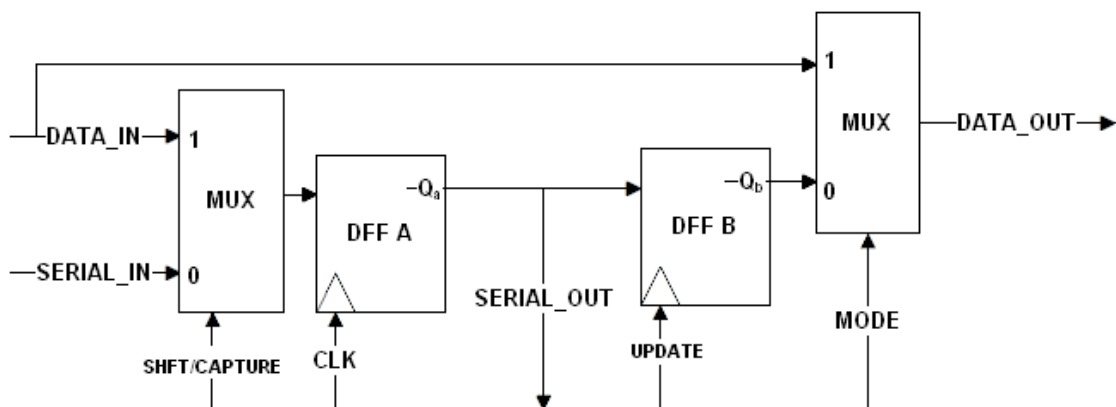 1
MUX
0
DATA_OUT
DATA_IN
1
MUX
0
SERIAL_IN
-Qa
DFF A
-Qb
DFF B
SERIAL_OUT
SHFT/CAPTURE
CLK
UPDATE
MODE